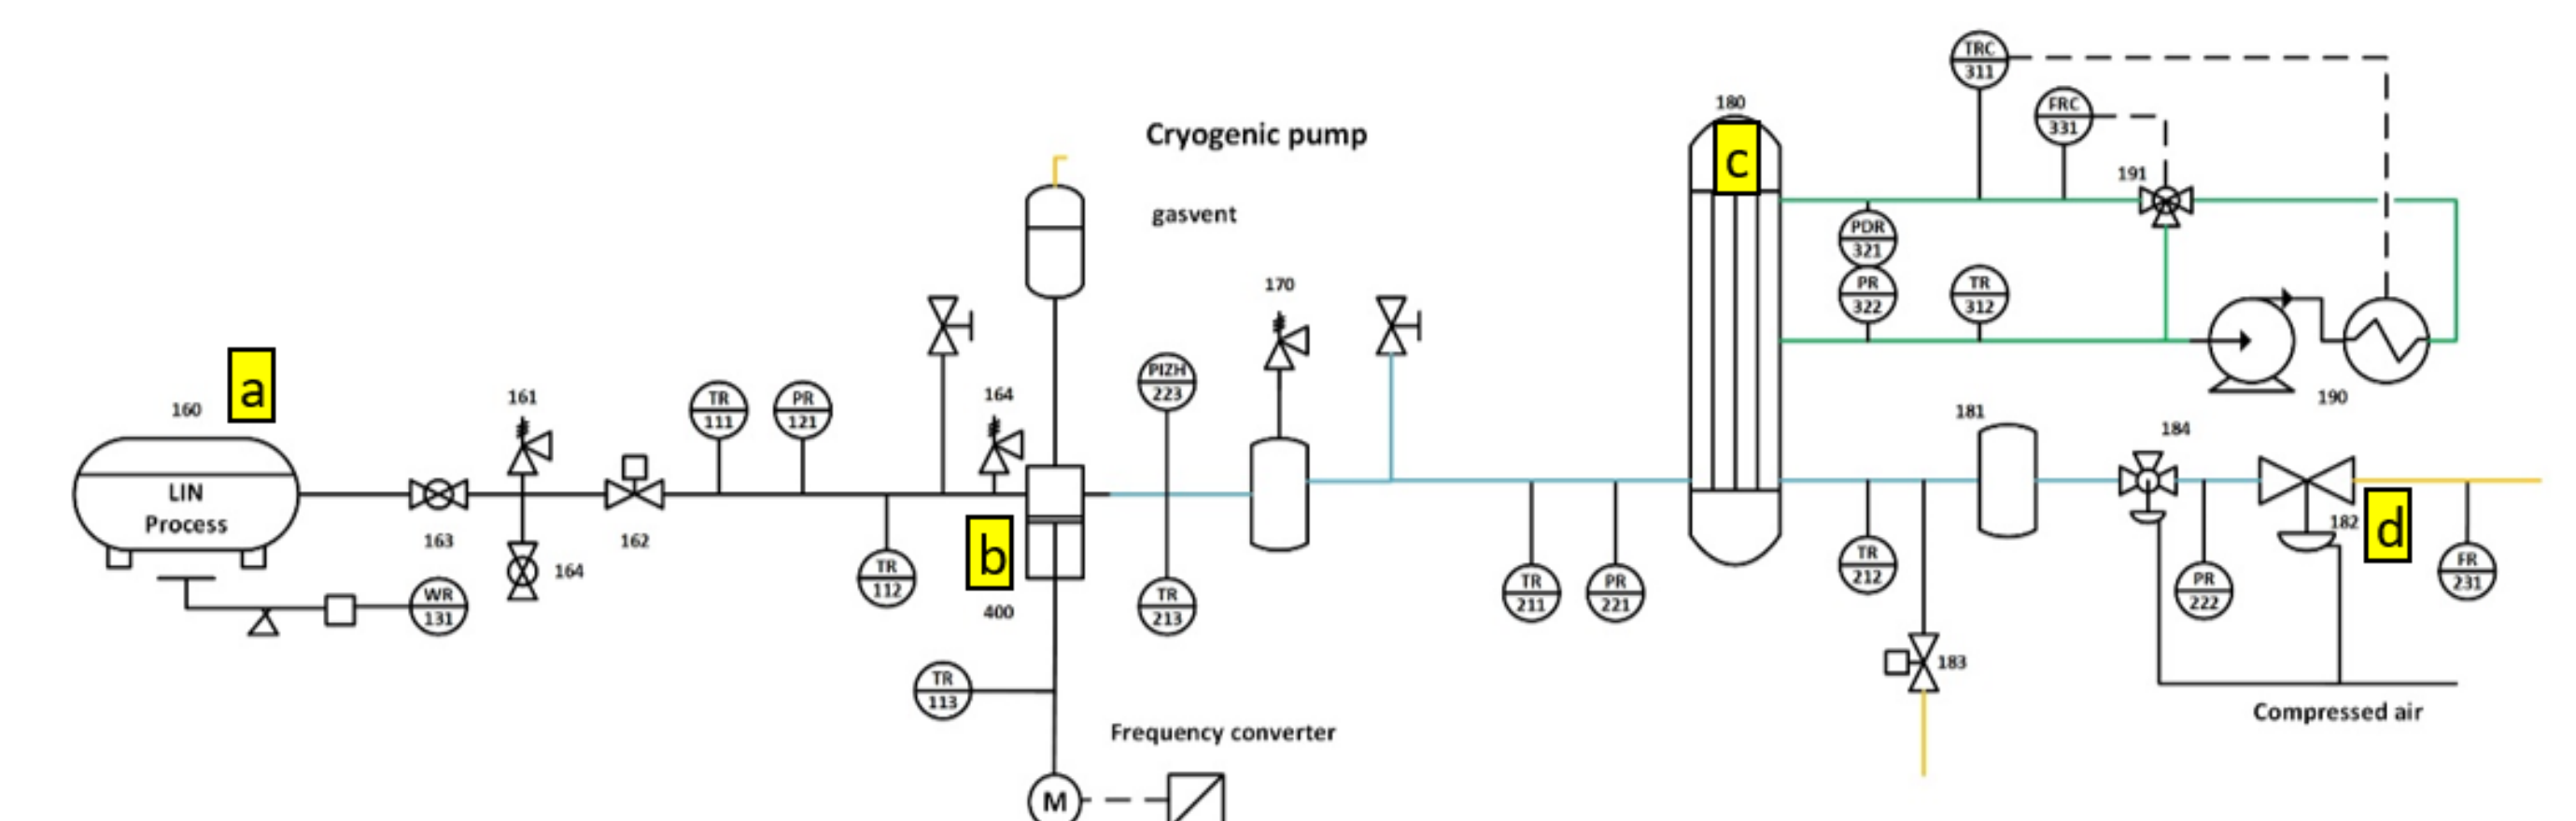 TRC
311
FRC
331
180
c
Cryogenic pump
191
gasvent
PDR
321
PR
322
TR
312
170
160
a
161
TR
111
PR
121
164
PIZH
223
190
181
184
LIN
Process
163
164
162
WR
131
TR
112
b
400
TR
213
TR
211
PR
221
TR
212
PR
222
182
d
FR
231
TR
113
183
Frequency converter
Compressed air
M